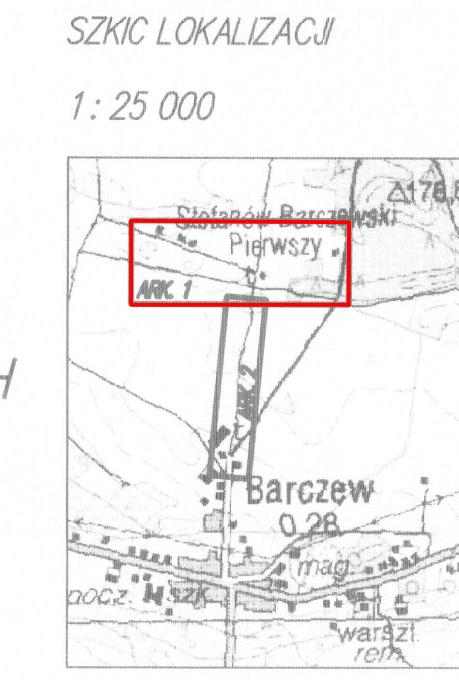 SZKIC LOKALIZACJI
1 : 25 000
176,
Stefanów Barczewski
Pierwszy
ARK. 1
ARK. 2
Barczew
0.28
mag.
pocz. szk.
warszt.
rem.